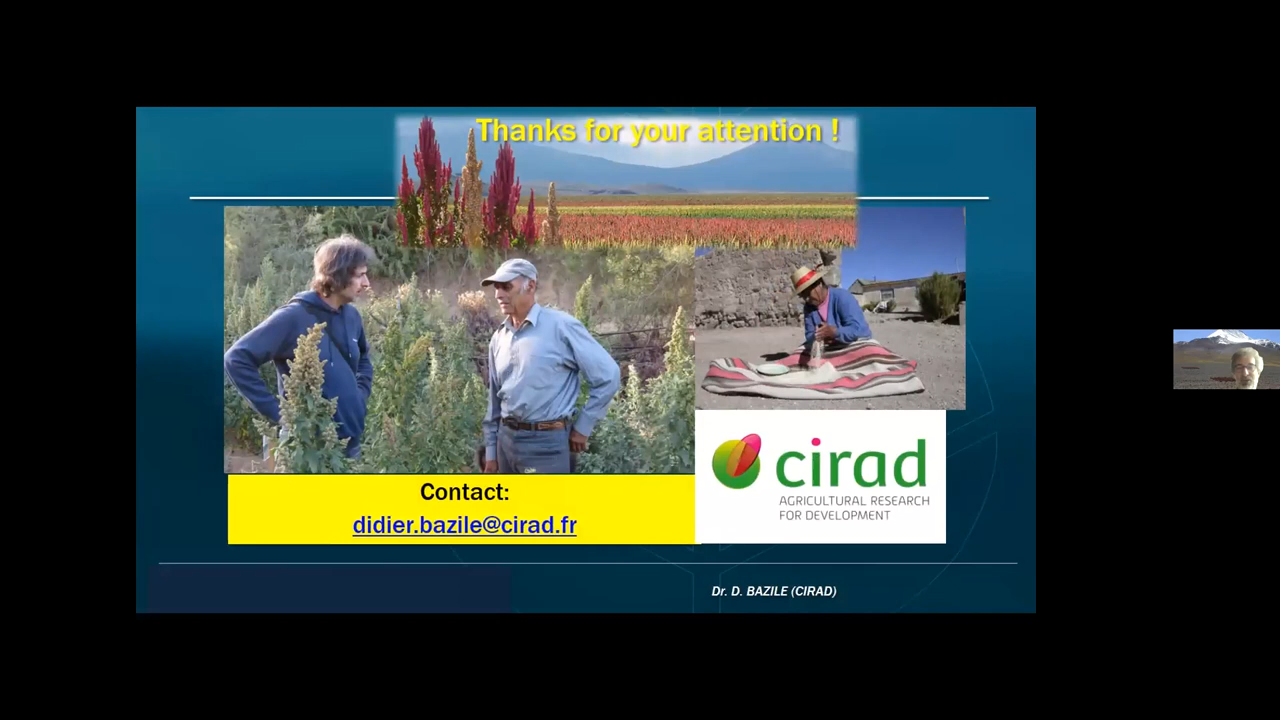 Thanks for your attention !
Contact:
didier.bazile@cirad.fr
cirad
AGRICULTURAL RESEARCH
FOR DEVELOPMENT
Dr. D. BAZILE (CIRAD)